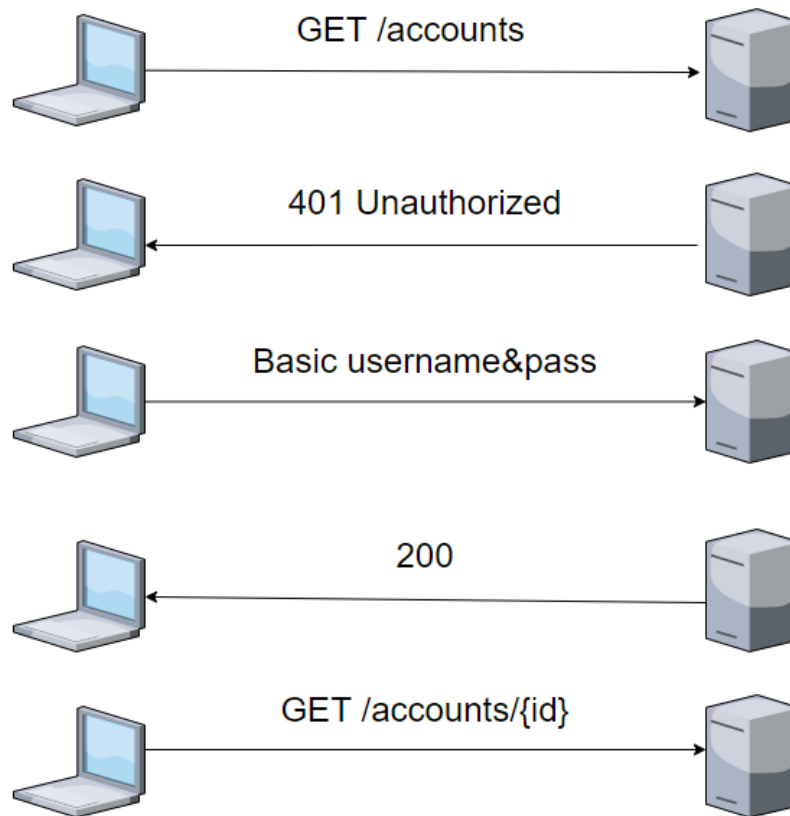 GET /accounts
401 Unauthorized
Basic username&pass
200
GET /accounts/{id}